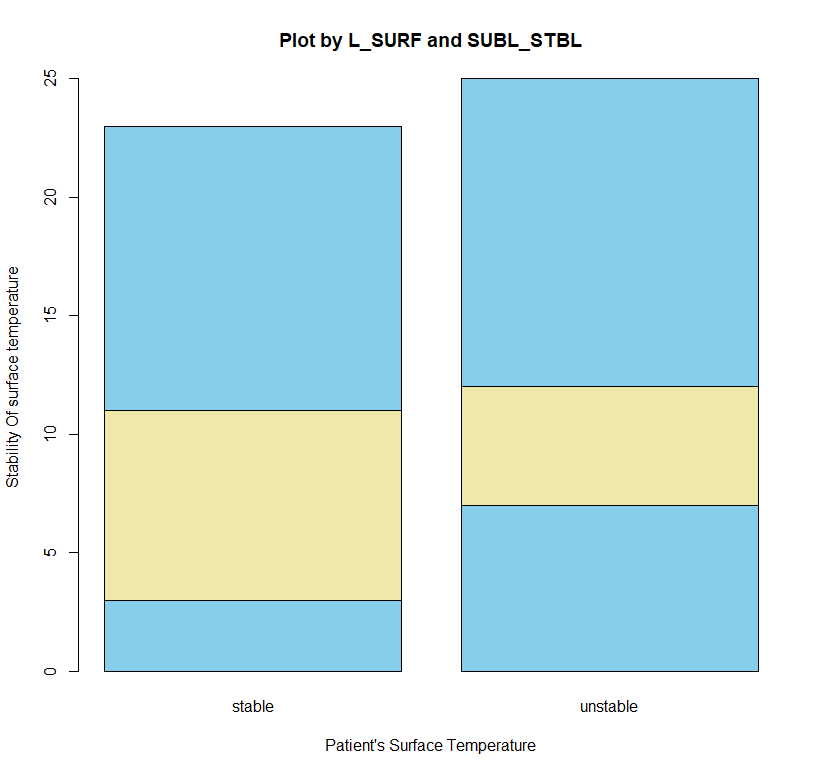 Plot by L_SURF and SUBL_STBL
Stability Of surface temperature
25
20
15
10
5
0
stable unstable
Patient's Surface Temperature